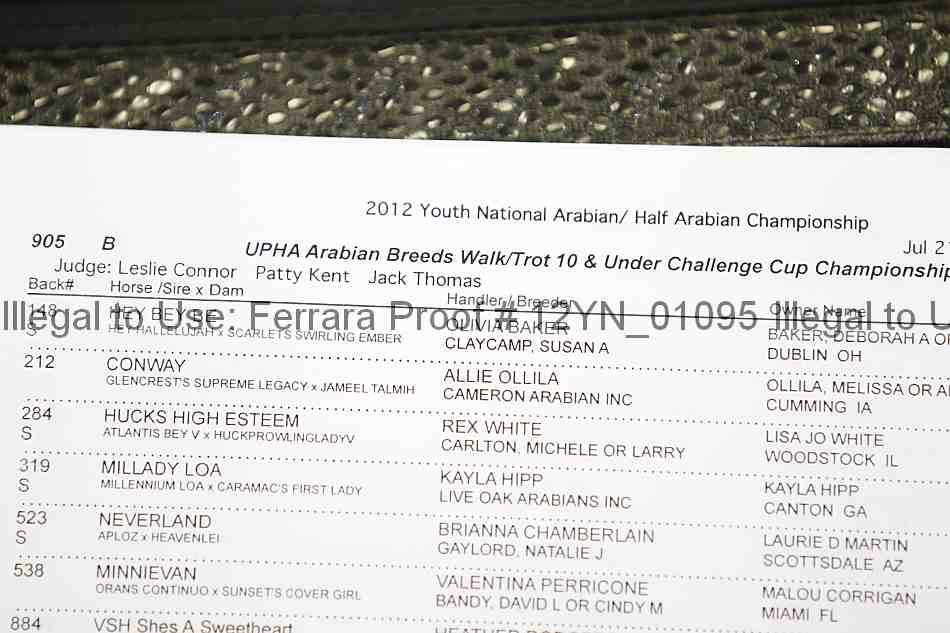 2012 Youth National Arabian/ Half Arabian Championship
905 B Jul 2
UPHA Arabian Breeds Walk/Trot 10 & Under Challenge Cup Championship
Judge: Leslie Connor Patty Kent Jack Thomas
Back# Horse /Sire x Dam Handler / Breeder Owner Name
Illegal to Use: Ferrara Proof # 12YN_01095 Illegal to U
148 HEY BEY BE OLIVIA BAKER BAKER, DEBORAH A OR
S HEYHALLELUJAH x SCARLETS SWIRLING EMBER CLAYCAMP, SUSAN A DUBLIN OH
212 CONWAY ALLIE OLLILA OLLILA, MELISSA OR A
GLENCREST'S SUPREME LEGACY x JAMEEL TALMIH CAMERON ARABIAN INC CUMMING IA
284 HUCKS HIGH ESTEEM REX WHITE LISA JO WHITE
S ATLANTIS BEY V x HUCKPROWLINGLADYV CARLTON, MICHELE OR LARRY WOODSTOCK IL
319 MILLADY LOA KAYLA HIPP KAYLA HIPP
S MILLENNIUM LOA x CARAMAC'S FIRST LADY LIVE OAK ARABIANS INC CANTON GA
523 NEVERLAND BRIANNA CHAMBERLAIN LAURIE D MARTIN
S APLOZ x HEAVENLEI GAYLORD, NATALIE J SCOTTSDALE AZ
538 MINNIEVAN VALENTINA PERRICONE MALOU CORRIGAN
ORANS CONTINUO x SUNSET'S COVER GIRL BANDY, DAVID L OR CINDY M MIAMI FL
884 VSH Shes A Sweetheart HEATHER